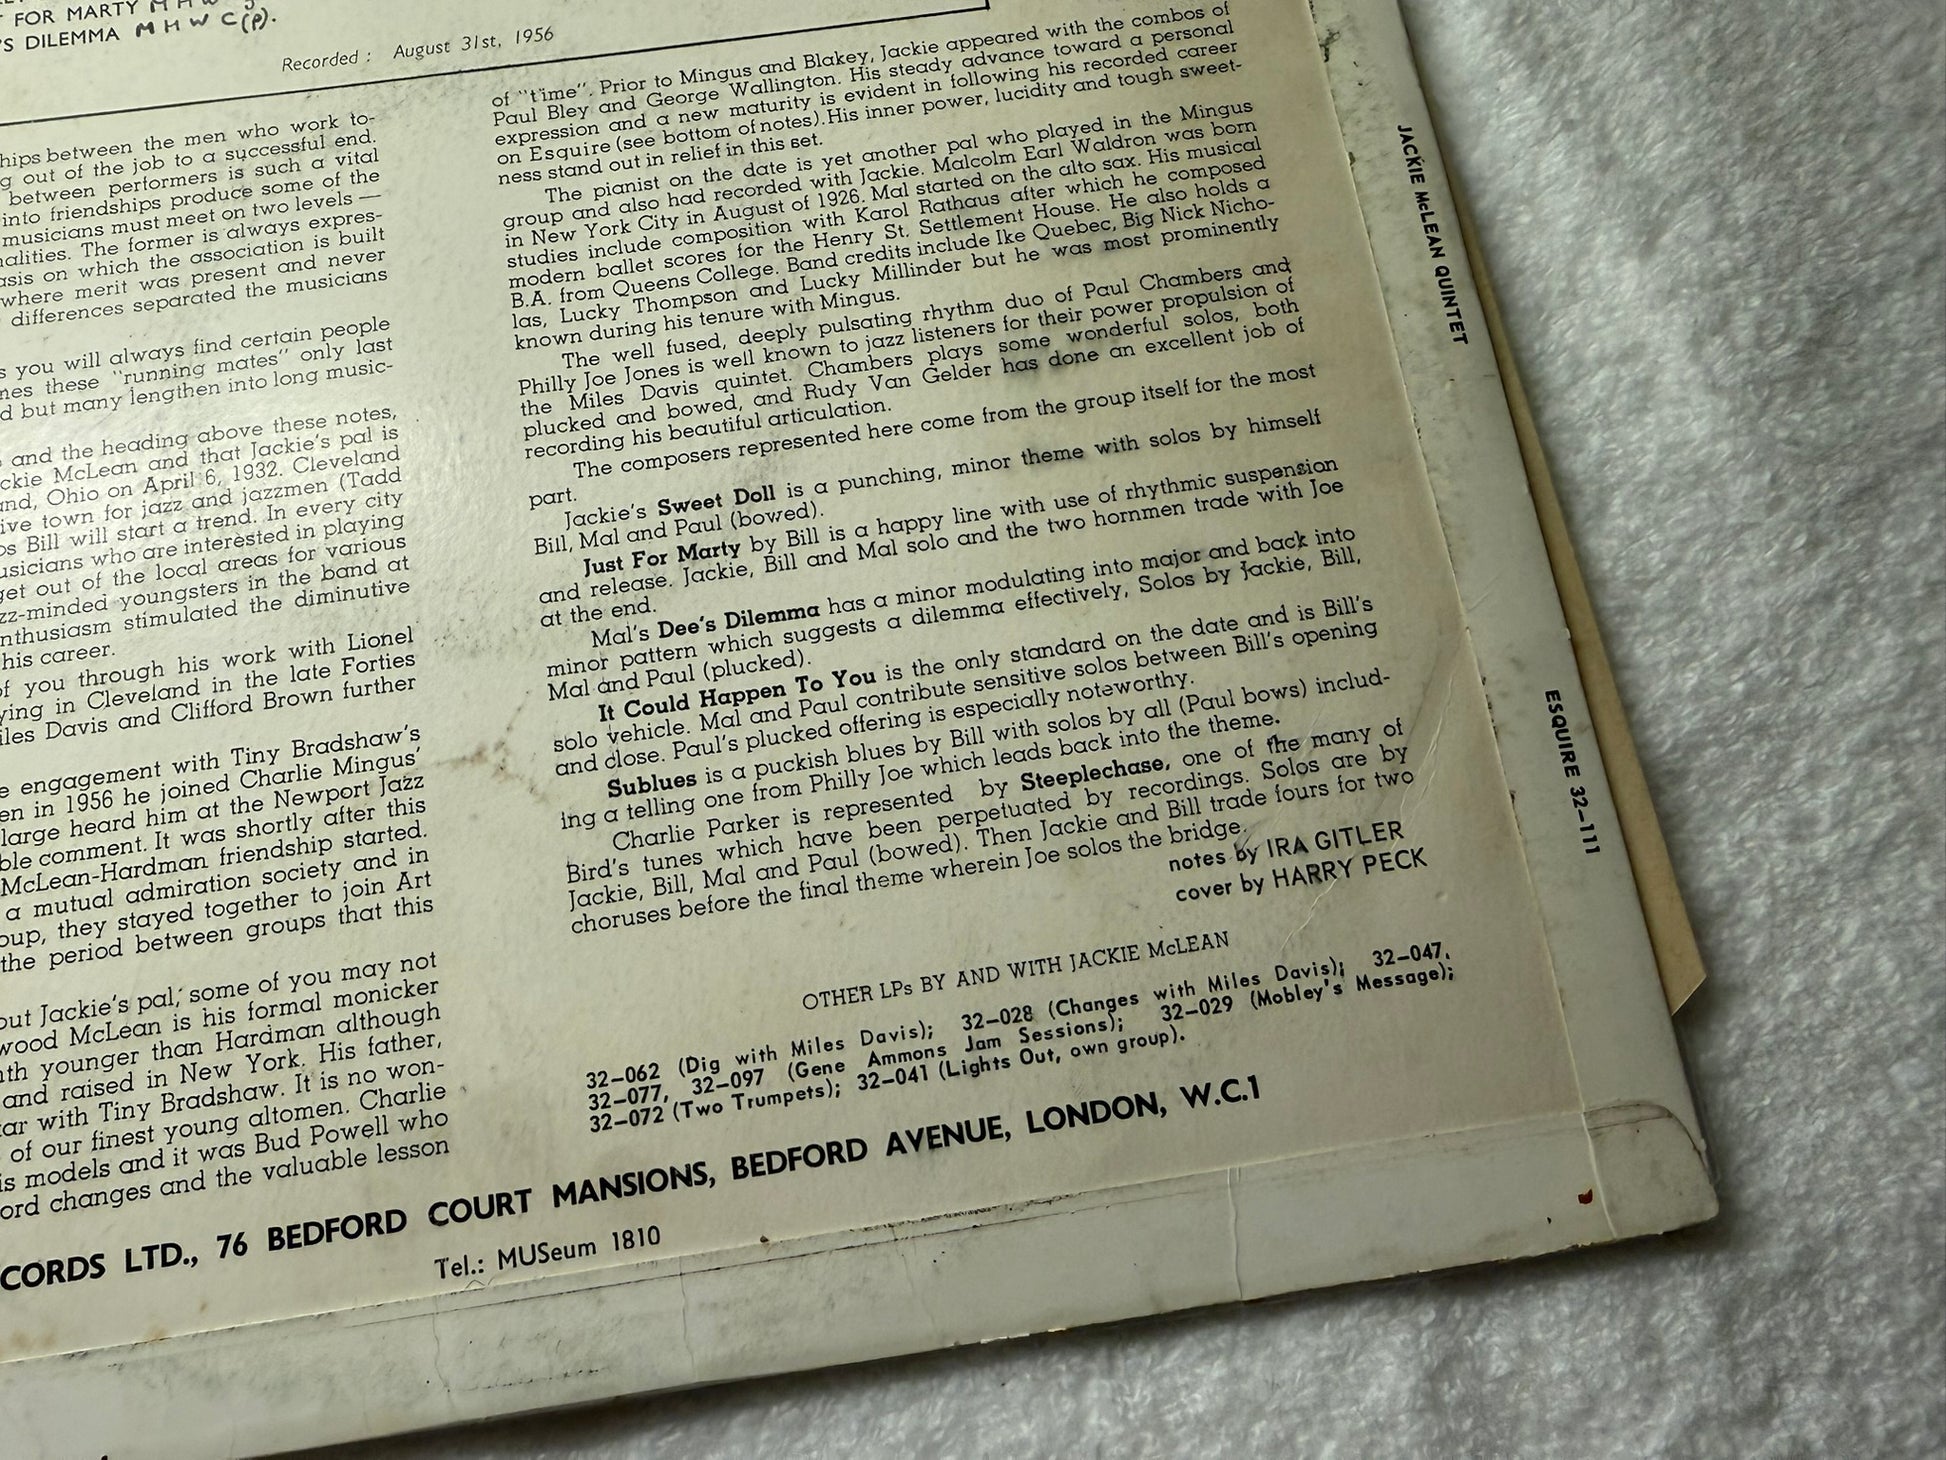 FOR MARTY M H W
'S DILEMMA M H W C (P).
Recorded : August 31st, 1956
hips between the men who work to-
g out of the job to a successful end.
between performers is such a vital
into friendships produce some of the
musicians must meet on two levels —
nalities. The former is always expres-
asis on which the association is built
where merit was present and never
differences separated the musicians
s you will always find certain people
nes these "running mates" only last
d but many lengthen into long music-
and the heading above these notes,
ckie McLean and that Jackie's pal is
and, Ohio on April 6, 1932. Cleveland
ive town for jazz and jazzmen (Tadd
os Bill will start a trend. In every city
usicians who are interested in playing
get out of the local areas for various
zz-minded youngsters in the band at
nthusiasm stimulated the diminutive
his career.
of you through his work with Lionel
ying in Cleveland in the late Forties
iles Davis and Clifford Brown further
e engagement with Tiny Bradshaw's
en in 1956 he joined Charlie Mingus'
large heard him at the Newport Jazz
ble comment. It was shortly after this
McLean-Hardman friendship started.
a mutual admiration society and in
oup, they stayed together to join Art
the period between groups that this
out Jackie's pal, some of you may not
wood McLean is his formal monicker
nth younger than Hardman although
and raised in New York. His father,
ar with Tiny Bradshaw. It is no won-
of our finest young altomen. Charlie
is models and it was Bud Powell who
ord changes and the valuable lesson
of "time". Prior to Mingus and Blakey, Jackie appeared with the combos of
Paul Bley and George Wallington. His steady advance toward a personal
expression and a new maturity is evident in following his recorded career
on Esquire (see bottom of notes). His inner power, lucidity and tough sweet-
ness stand out in relief in this set.
The pianist on the date is yet another pal who played in the Mingus
group and also had recorded with Jackie. Malcolm Earl Waldron was born
in New York City in August of 1926. Mal started on the alto sax. His musical
studies include composition with Karol Rathaus after which he composed
modern ballet scores for the Henry St. Settlement House. He also holds a
B.A. from Queens College. Band credits include Ike Quebec, Big Nick Nicho-
las, Lucky Thompson and Lucky Millinder but he was most prominently
known during his tenure with Mingus.
The well fused, deeply pulsating rhythm duo of Paul Chambers and
Philly Joe Jones is well known to jazz listeners for their power propulsion of
the Miles Davis quintet. Chambers plays some wonderful solos, both
plucked and bowed, and Rudy Van Gelder has done an excellent job of
recording his beautiful articulation.
The composers represented here come from the group itself for the most
part.
Jackie's Sweet Doll is a punching, minor theme with solos by himself
Bill, Mal and Paul (bowed).
Just For Marty by Bill is a happy line with use of rhythmic suspension
and release. Jackie, Bill and Mal solo and the two hornmen trade with Joe
at the end.
Mal's Dee's Dilemma has a minor modulating into major and back into
minor pattern which suggests a dilemma effectively, Solos by Jackie, Bill,
Mal and Paul (plucked).
It Could Happen To You is the only standard on the date and is Bill's
solo vehicle. Mal and Paul contribute sensitive solos between Bill's opening
and close. Paul's plucked offering is especially noteworthy.
Sublues is a puckish blues by Bill with solos by all (Paul bows) includ-
ing a telling one from Philly Joe which leads back into the theme.
Charlie Parker is represented by Steeplechase, one of the many of
Bird's tunes which have been perpetuated by recordings. Solos are by
Jackie, Bill, Mal and Paul (bowed). Then Jackie and Bill trade fours for two
choruses before the final theme wherein Joe solos the bridge.
notes by IRA GITLER
cover by HARRY PECK
OTHER LPs BY AND WITH JACKIE McLEAN
32–062 (Dig with Miles Davis); 32–028 (Changes with Miles Davis); 32–047,
32–077, 32–097 (Gene Ammons Jam Sessions); 32–029 (Mobley's Message);
32–072 (Two Trumpets); 32–041 (Lights Out, own group).
CORDS LTD., 76 BEDFORD COURT MANSIONS, BEDFORD AVENUE, LONDON, W.C.1
Tel.: MUSeum 1810
JACKIE McLEAN QUINTET
ESQUIRE 32–111